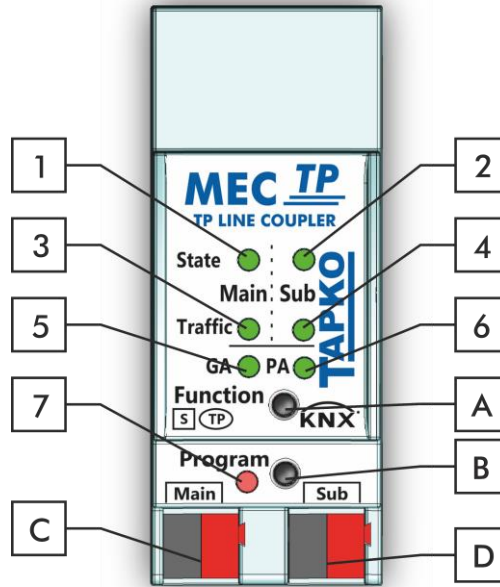 1
2
MEC TP
TP LINE COUPLER
3
4
State
Main Sub
Traffic
5
6
GA PA
TAPKO
7
A
Function
S TP
KNX
Program
B
Main
Sub
C
D